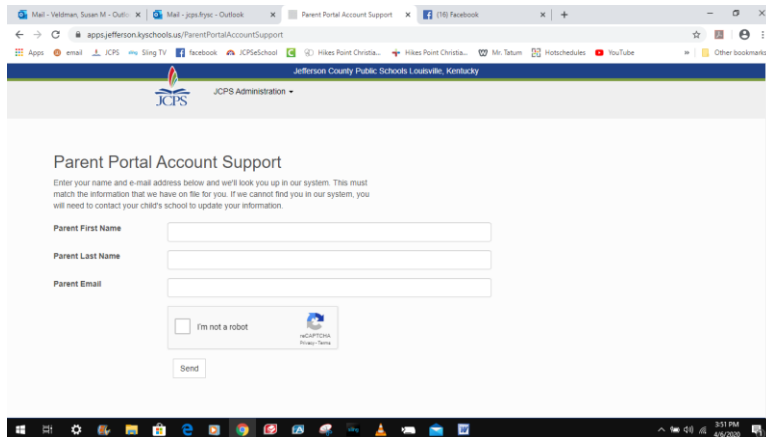 Mail - Veldman, Susan M - Outlo
Mail - jcps.frysc - Outlook
Parent Portal Account Support
(16) Facebook
apps.jefferson.kyschools.us/ParentPortalAccountSupport
Apps
email
JCPS
Sling TV
facebook
JCPSeSchool
Hikes Point Christia...
Hikes Point Christia...
Mr. Tatum
Hotschedules
YouTube
Other bookmarks
Jefferson County Public Schools Louisville, Kentucky
JCPS
JCPS Administration
Parent Portal Account Support
Enter your name and e-mail address below and we'll look you up in our system. This must
match the information that we have on file for you. If we cannot find you in our system, you
will need to contact your child's school to update your information.
Parent First Name
Parent Last Name
Parent Email
I'm not a robot
reCAPTCHA
Privacy - Terms
Send
3:51 PM
4/6/2020